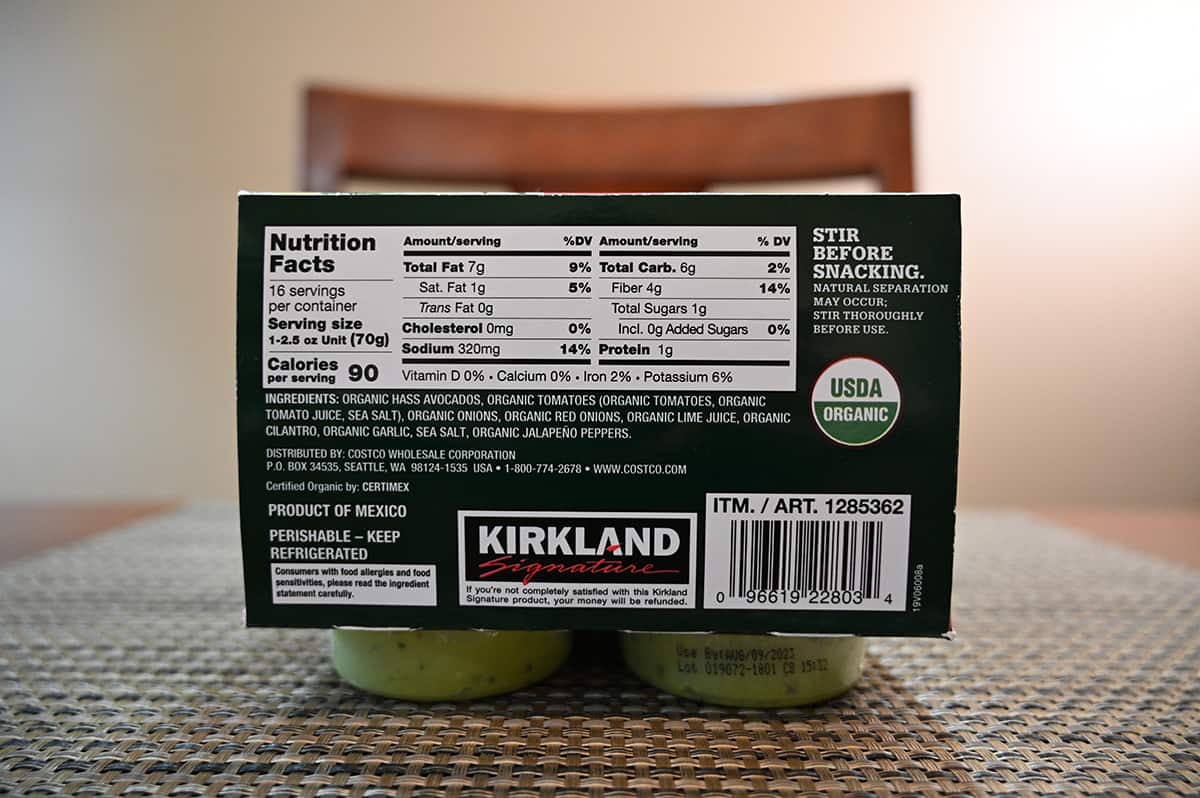 Nutrition
Facts
16 servings
per container
Serving size
1-2.5 oz Unit (70g)
Calories
per serving 90
Amount/serving %DV
Total Fat 7g 9%
Sat. Fat 1g 5%
Trans Fat 0g
Cholesterol 0mg 0%
Sodium 320mg 14%
Amount/serving % DV
Total Carb. 6g 2%
Fiber 4g 14%
Total Sugars 1g
Incl. 0g Added Sugars 0%
Protein 1g
Vitamin D 0% • Calcium 0% • Iron 2% • Potassium 6%
STIR
BEFORE
SNACKING.
NATURAL SEPARATION
MAY OCCUR;
STIR THOROUGHLY
BEFORE USE.
USDA
ORGANIC
INGREDIENTS: ORGANIC HASS AVOCADOS, ORGANIC TOMATOES (ORGANIC TOMATOES, ORGANIC
TOMATO JUICE, SEA SALT), ORGANIC ONIONS, ORGANIC RED ONIONS, ORGANIC LIME JUICE, ORGANIC
CILANTRO, ORGANIC GARLIC, SEA SALT, ORGANIC JALAPEÑO PEPPERS.
DISTRIBUTED BY: COSTCO WHOLESALE CORPORATION
P.O. BOX 34535, SEATTLE, WA 98124-1535 USA • 1-800-774-2678 • WWW.COSTCO.COM
Certified Organic by: CERTIMEX
PRODUCT OF MEXICO
PERISHABLE – KEEP
REFRIGERATED
Consumers with food allergies and food
sensitivities, please read the ingredient
statement carefully.
KIRKLAND
Signature
If you're not completely satisfied with this Kirkland
Signature product, your money will be refunded.
ITM. / ART. 1285362
0 96619 22803 4
19V06008a
Use By:AUG/09/2023
Lot 019072-1801 C8 15:32